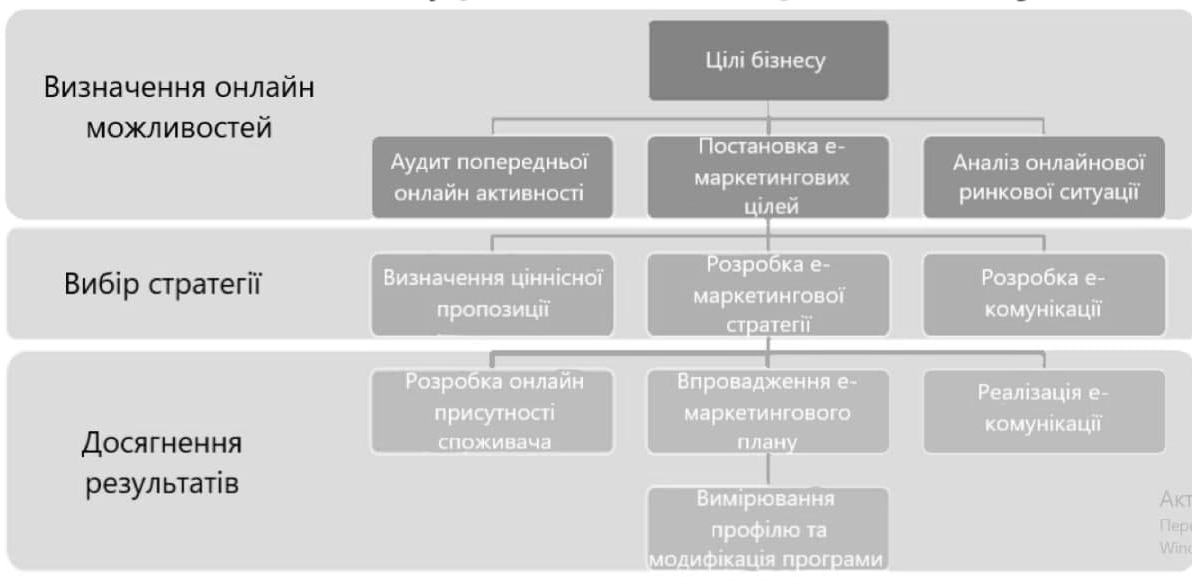 Визначення онлайн
можливостей
Цілі бізнесу
Аудит попередньої
онлайн активності
Постановка е-
маркетингових
цілей
Аналіз онлайнової
ринкової ситуації
Вибір стратегії
Визначення ціннісної
пропозиції
Розробка е-
маркетингової
стратегії
Розробка е-
комунікації
Досягнення
результатів
Розробка онлайн
присутності
споживача
Впровадження е-
маркетингового
плану
Реалізація е-
комунікації
Вимірювання
профілю та
модифікація програми